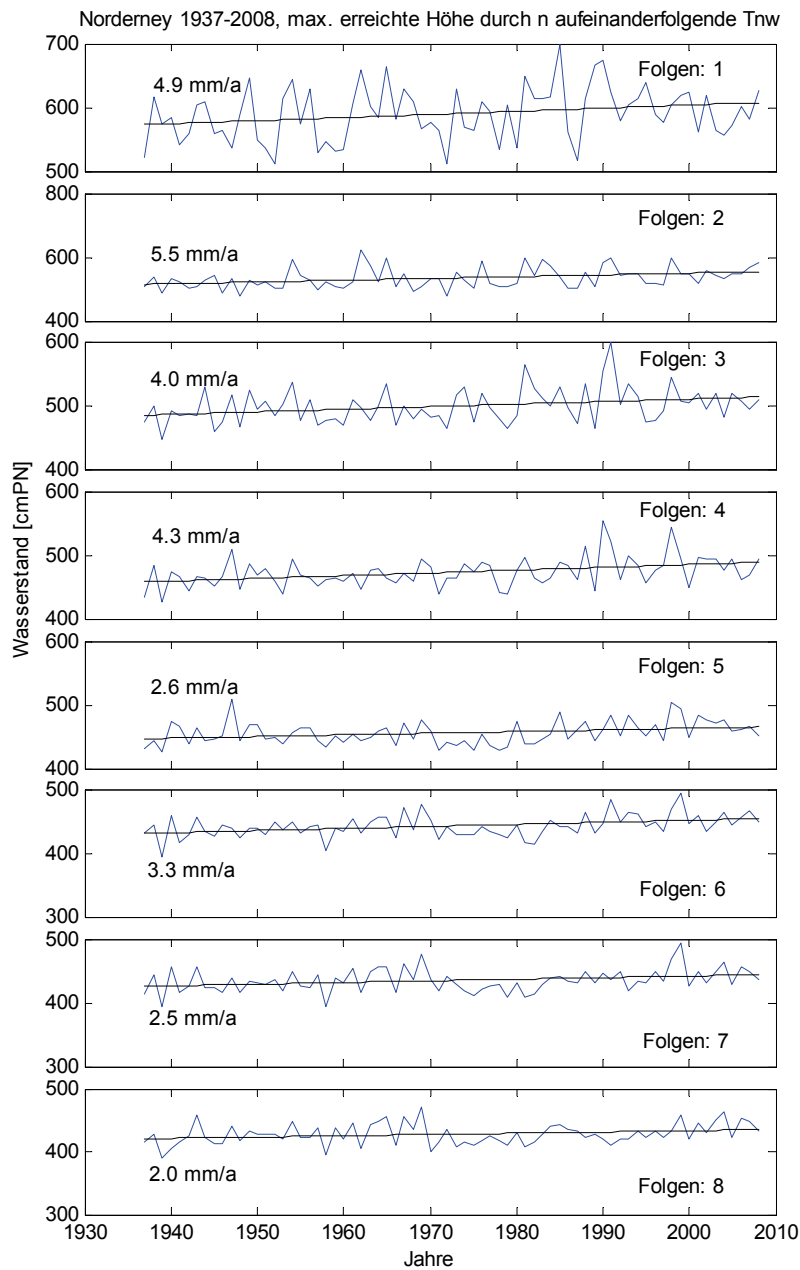 Norderney 1937-2008, max. erreichte Höhe durch n aufeinanderfolgende Tnw
700
600
500
4.9 mm/a
Folgen: 1
800
600
400
5.5 mm/a
Folgen: 2
600
500
400
4.0 mm/a
Folgen: 3
600
500
400
4.3 mm/a
Folgen: 4
Wasserstand [cmPN]
600
500
400
2.6 mm/a
Folgen: 5
500
400
300
3.3 mm/a
Folgen: 6
500
400
300
2.5 mm/a
Folgen: 7
500
400
300
2.0 mm/a
Folgen: 8
1930 1940 1950 1960 1970 1980 1990 2000 2010
Jahre